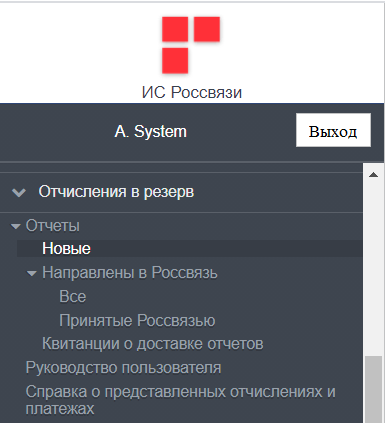 ИС Россвязи
A. System
Выход
Отчисления в резерв
Отчеты
Новые
Направлены в Россвязь
Все
Принятые Россвязью
Квитанции о доставке отчетов
Руководство пользователя
Справка о представленных отчислениях и
платежах